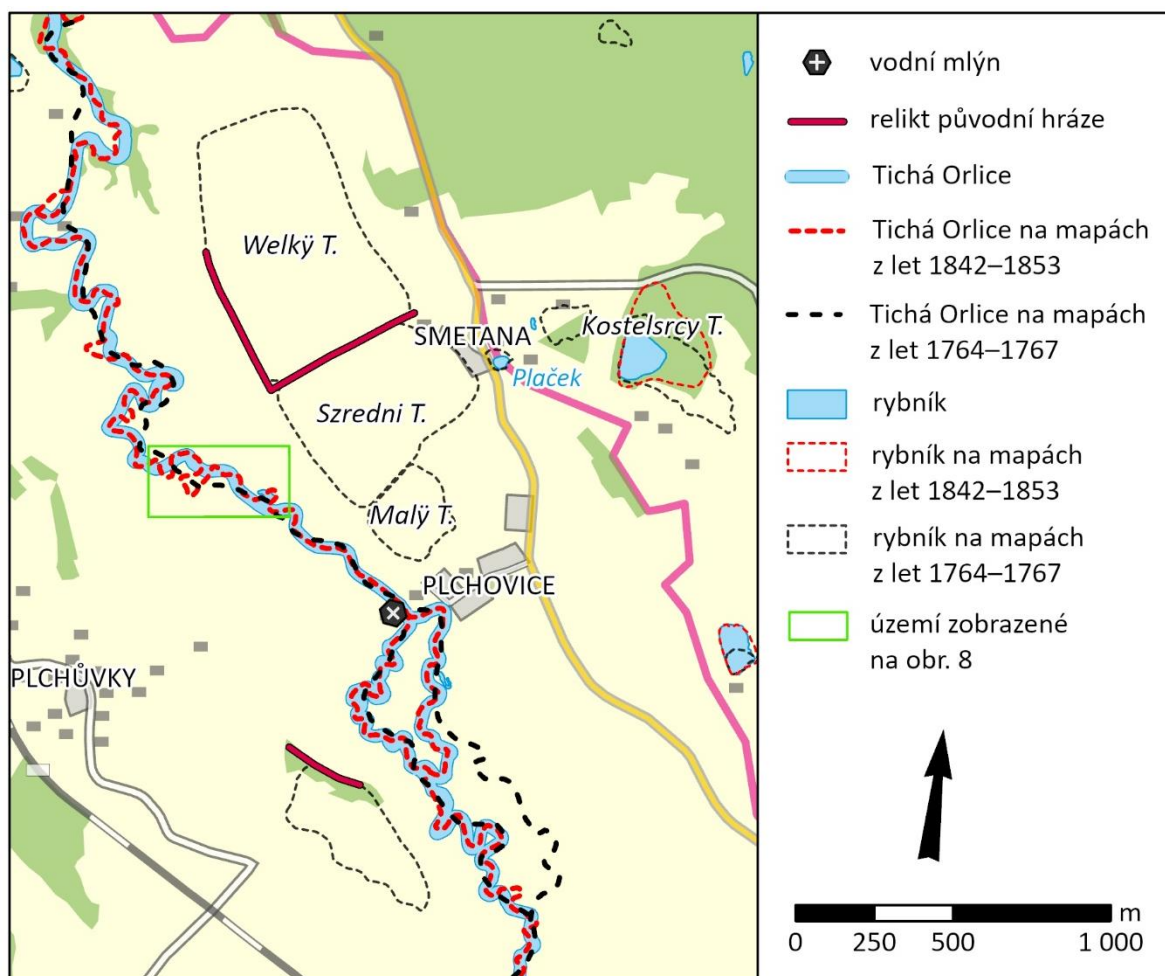 Welkÿ T.
SMETANA
Kostelsrcy T.
Plaček
Szredni T.
Malÿ T.
PLCHOVICE
PLCHŮVKY
vodní mlýn
relikt původní hráze
Tichá Orlice
Tichá Orlice na mapách
z let 1842–1853
Tichá Orlice na mapách
z let 1764–1767
rybník
rybník na mapách
z let 1842–1853
rybník na mapách
z let 1764–1767
území zobrazené
na obr. 8
m
0 250 500 1 000